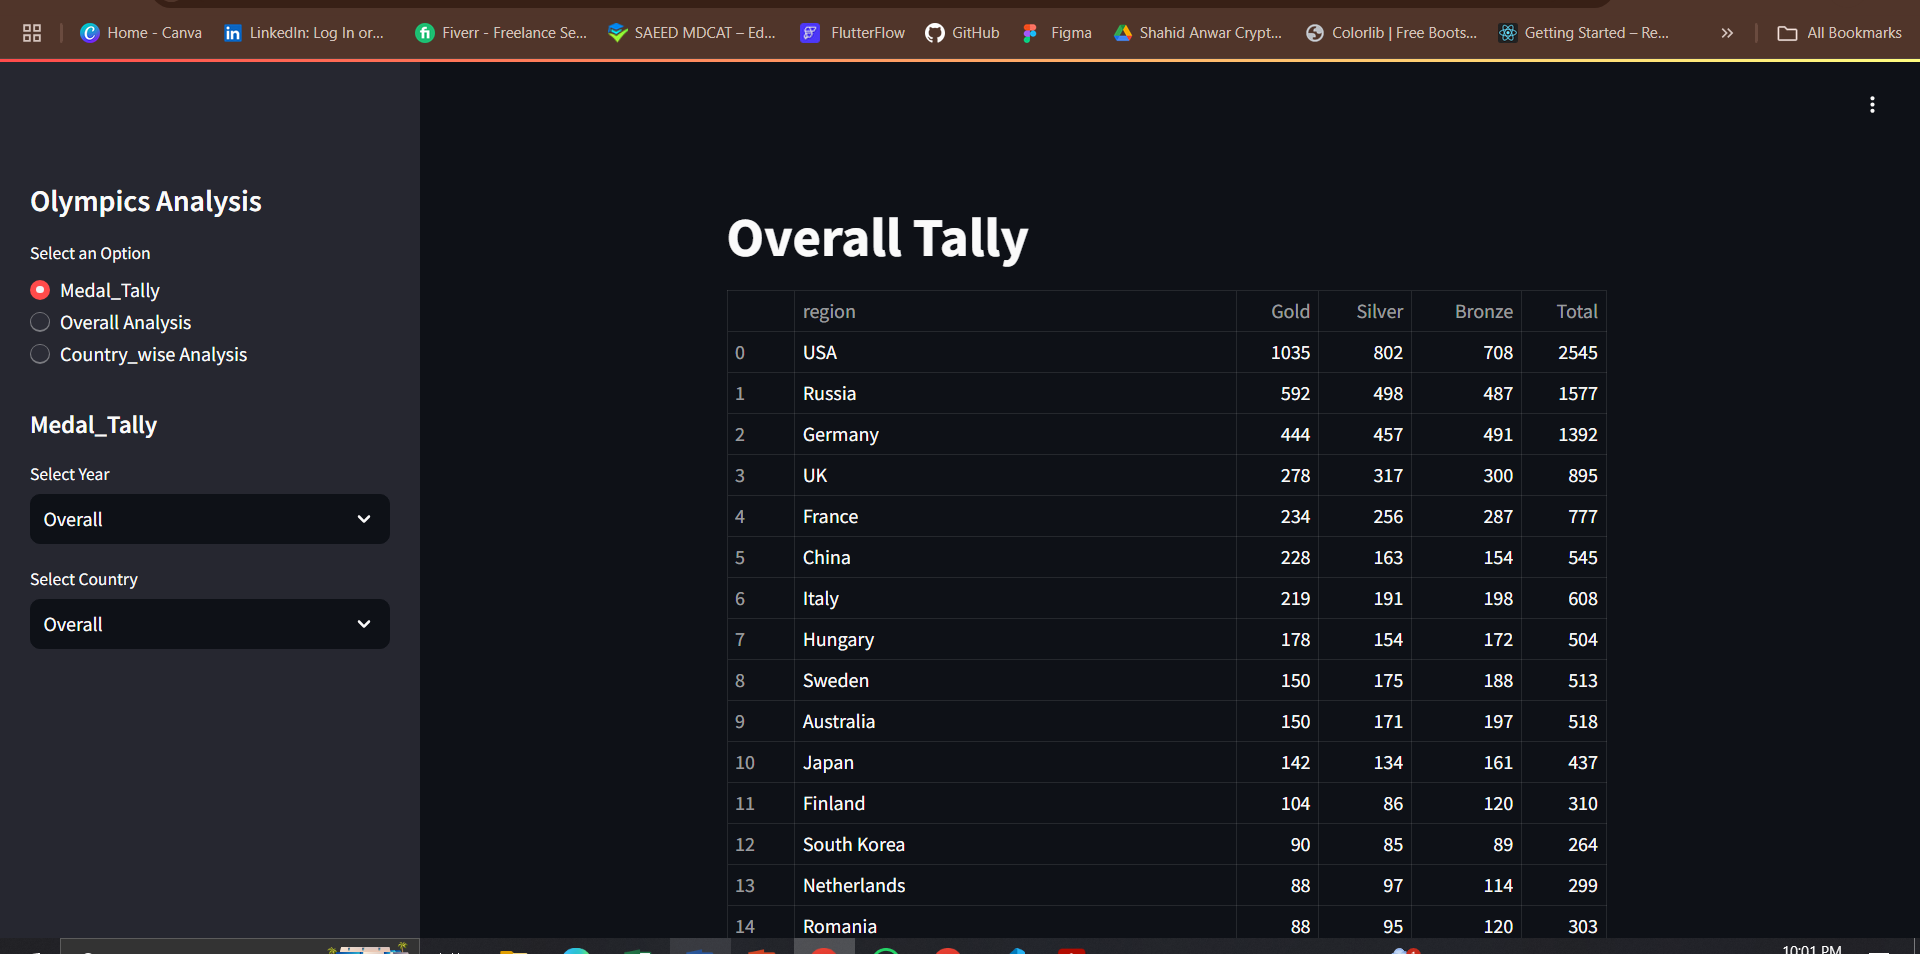 Home - Canva LinkedIn: Log In or... Fiverr - Freelance Se... SAEED MDCAT – Ed... FlutterFlow GitHub Figma Shahid Anwar Crypt... Colorlib | Free Boots... Getting Started – Re... » All Bookmarks
Olympics Analysis
Select an Option
Medal_Tally
Overall Analysis
Country_wise Analysis
Medal_Tally
Select Year
Overall
Select Country
Overall
Overall Tally
region Gold Silver Bronze Total
0 USA 1035 802 708 2545
1 Russia 592 498 487 1577
2 Germany 444 457 491 1392
3 UK 278 317 300 895
4 France 234 256 287 777
5 China 228 163 154 545
6 Italy 219 191 198 608
7 Hungary 178 154 172 504
8 Sweden 150 175 188 513
9 Australia 150 171 197 518
10 Japan 142 134 161 437
11 Finland 104 86 120 310
12 South Korea 90 85 89 264
13 Netherlands 88 97 114 299
14 Romania 88 95 120 303
10:01 PM